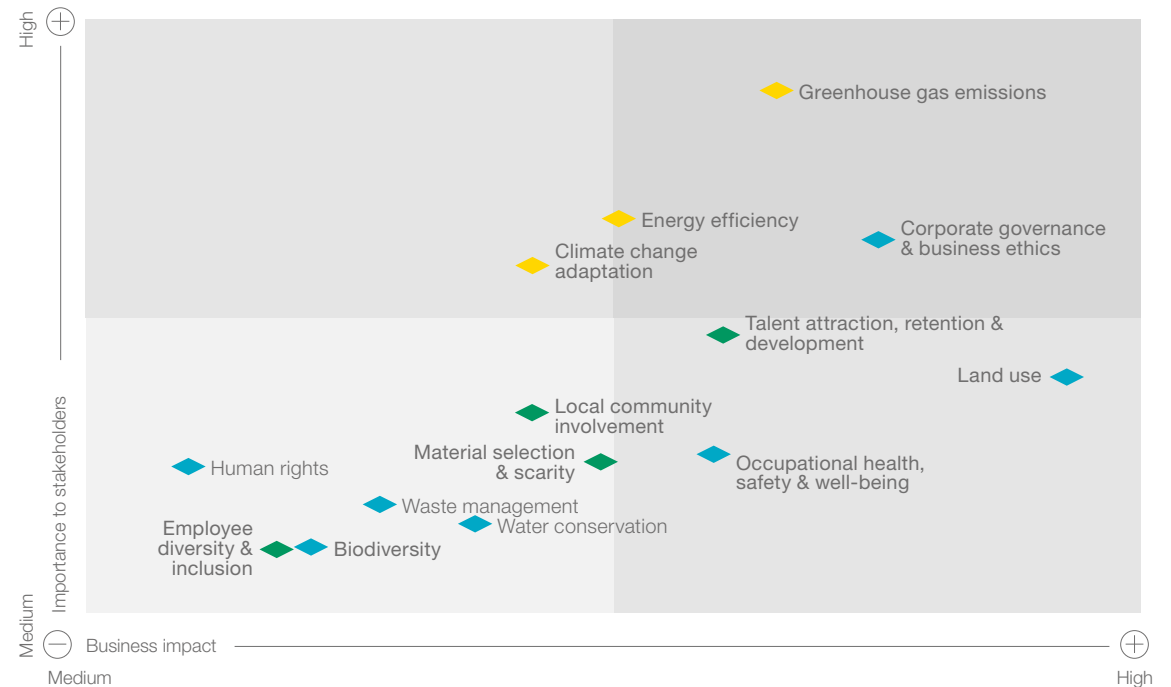 High
Greenhouse gas emissions
Energy efficiency
Corporate governance
& business ethics
Climate change
adaptation
Talent attraction, retention &
development
Land use
Importance to stakeholders
Local community
involvement
Material selection
& scarity
Occupational health,
safety & well-being
Human rights
Waste management
Water conservation
Employee
diversity &
inclusion
Biodiversity
Medium
Business impact
Medium
High